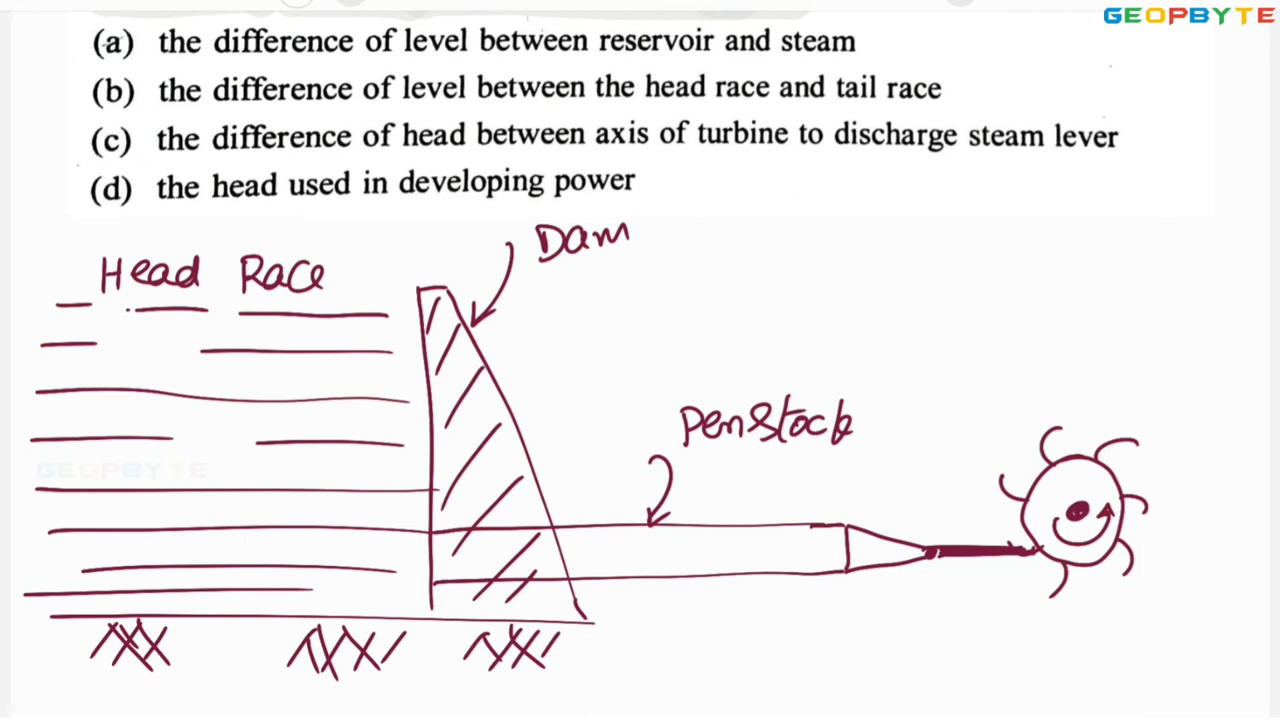 GEOPBYTE
(a) the difference of level between reservoir and steam
(b) the difference of level between the head race and tail race
(c) the difference of head between axis of turbine to discharge steam lever
(d) the head used in developing power
Dam
Head Race
Penstock
GEOPBYTE